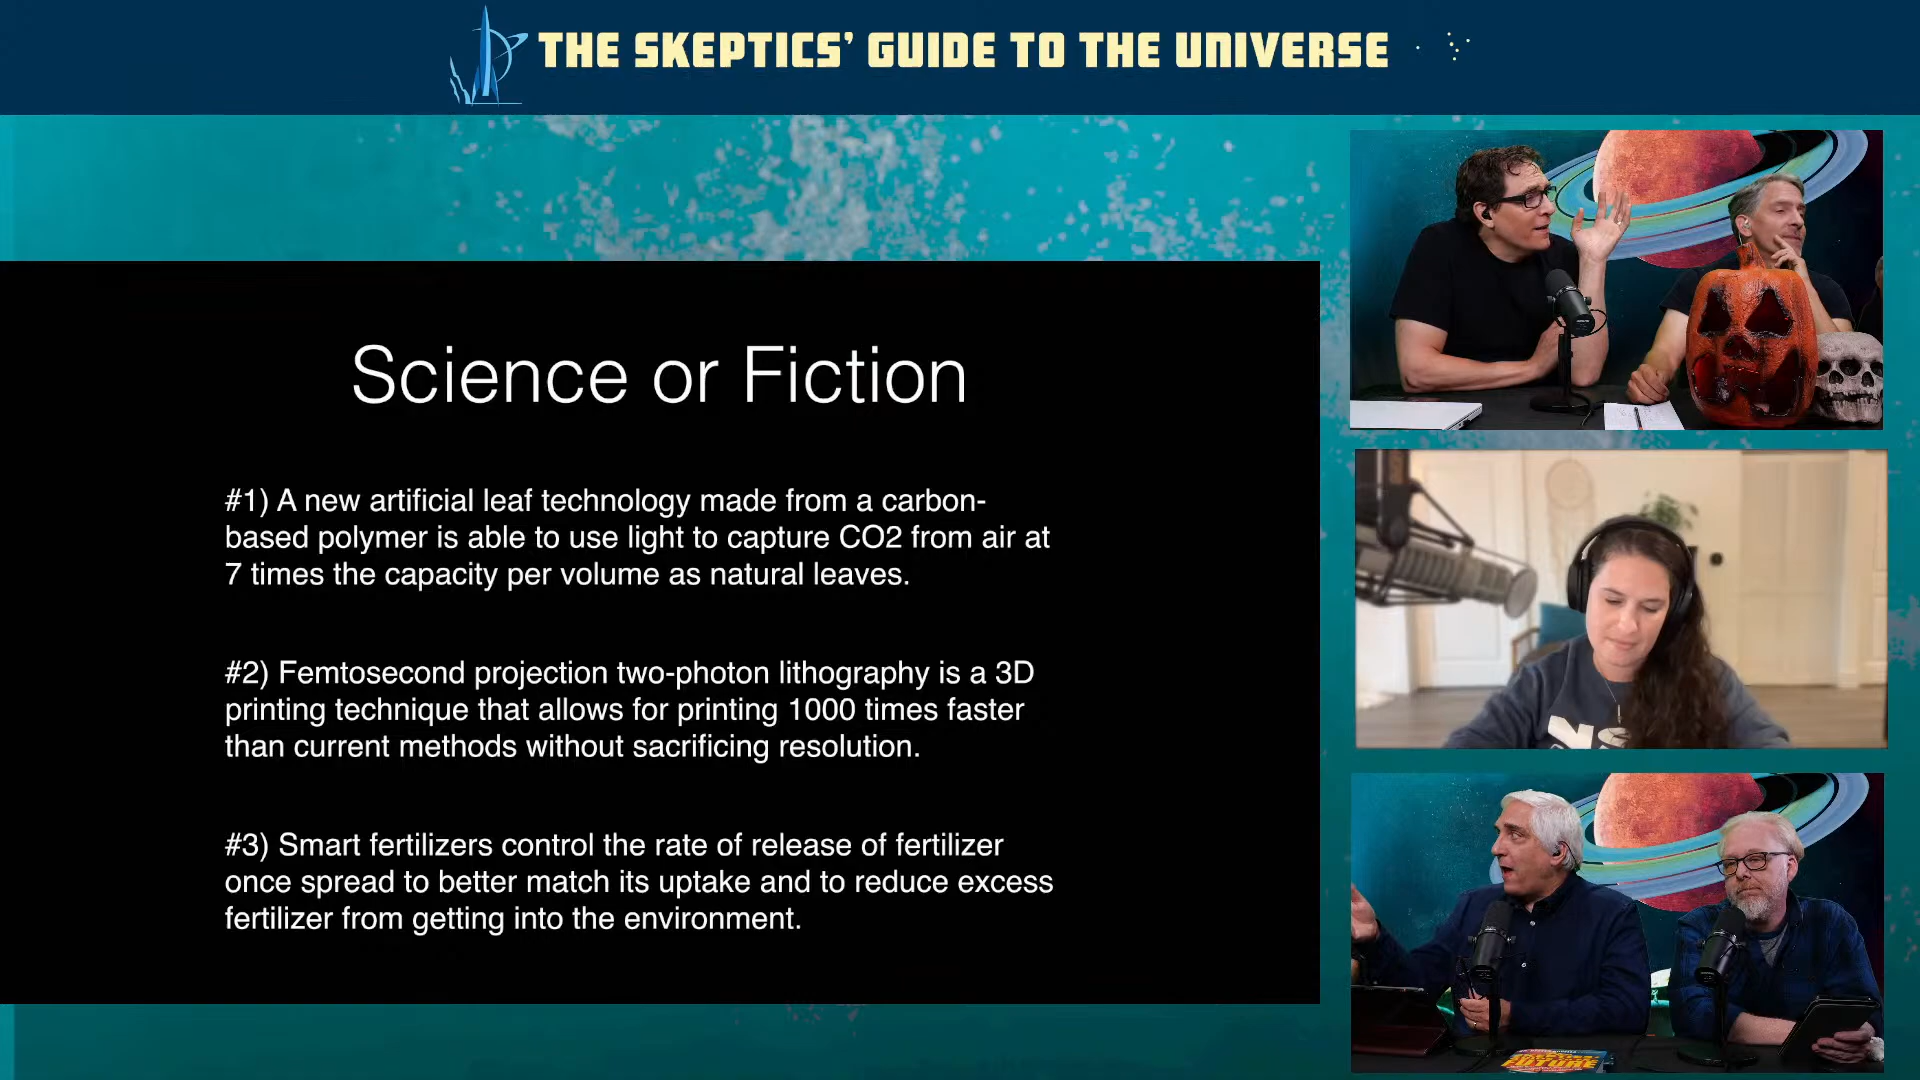 THE SKEPTICS' GUIDE TO THE UNIVERSE
Science or Fiction
#1) A new artificial leaf technology made from a carbon-
based polymer is able to use light to capture CO2 from air at
7 times the capacity per volume as natural leaves.
#2) Femtosecond projection two-photon lithography is a 3D
printing technique that allows for printing 1000 times faster
than current methods without sacrificing resolution.
#3) Smart fertilizers control the rate of release of fertilizer
once spread to better match its uptake and to reduce excess
fertilizer from getting into the environment.
FUTURE